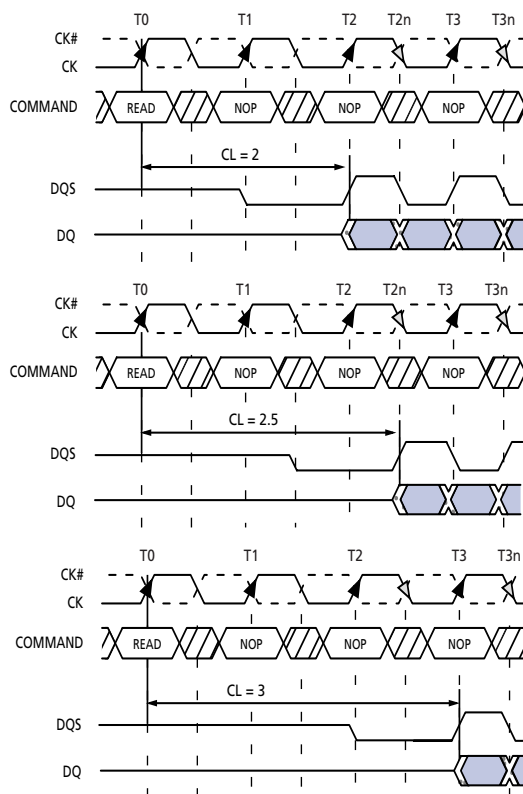 T0 T1 T2 T2n T3 T3n
CK#
CK
COMMAND READ NOP NOP NOP
CL = 2
DQS
DQ
T0 T1 T2 T2n T3 T3n
CK#
CK
COMMAND READ NOP NOP NOP
CL = 2.5
DQS
DQ
T0 T1 T2 T3 T3n
CK#
CK
COMMAND READ NOP NOP NOP
CL = 3
DQS
DQ